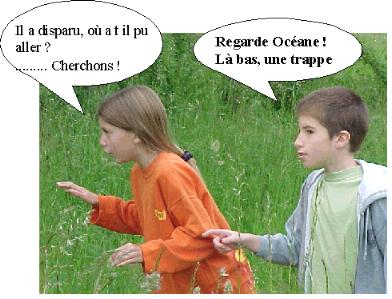 Il a disparu, où a t il pu
aller ?
......... Cherchons !
Regarde Océane !
Là bas, une trappe